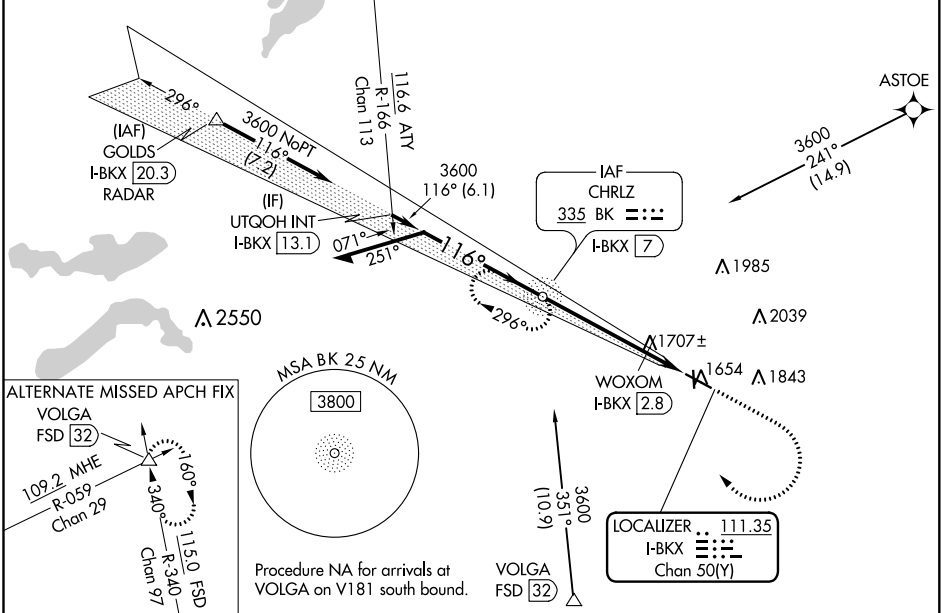 296°
(IAF)
GOLDS
I-BKX 20.3
RADAR
3600 NoPT
116°
(7.2)
116.6 ATY
R-166
Chan 113
3600
116° (6.1)
(IF)
UTQOH INT
I-BKX 13.1
071°
251°
116°
296°
IAF
CHRLZ
335 BK
I-BKX 7
ASTOE
3600
241°
(14.9)
1985
2039
2550
1707±
WOXOM
I-BKX 2.8
1654
1843
MSA BK 25 NM
3800
ALTERNATE MISSED APCH FIX
VOLGA
FSD 32
109.2 MHE
R-059
Chan 29
160°
340°
115.0 FSD
R-340
Chan 97
Procedure NA for arrivals at
VOLGA on V181 south bound.
3600
351°
(10.9)
VOLGA
FSD 32
LOCALIZER 111.35
I-BKX
Chan 50(Y)